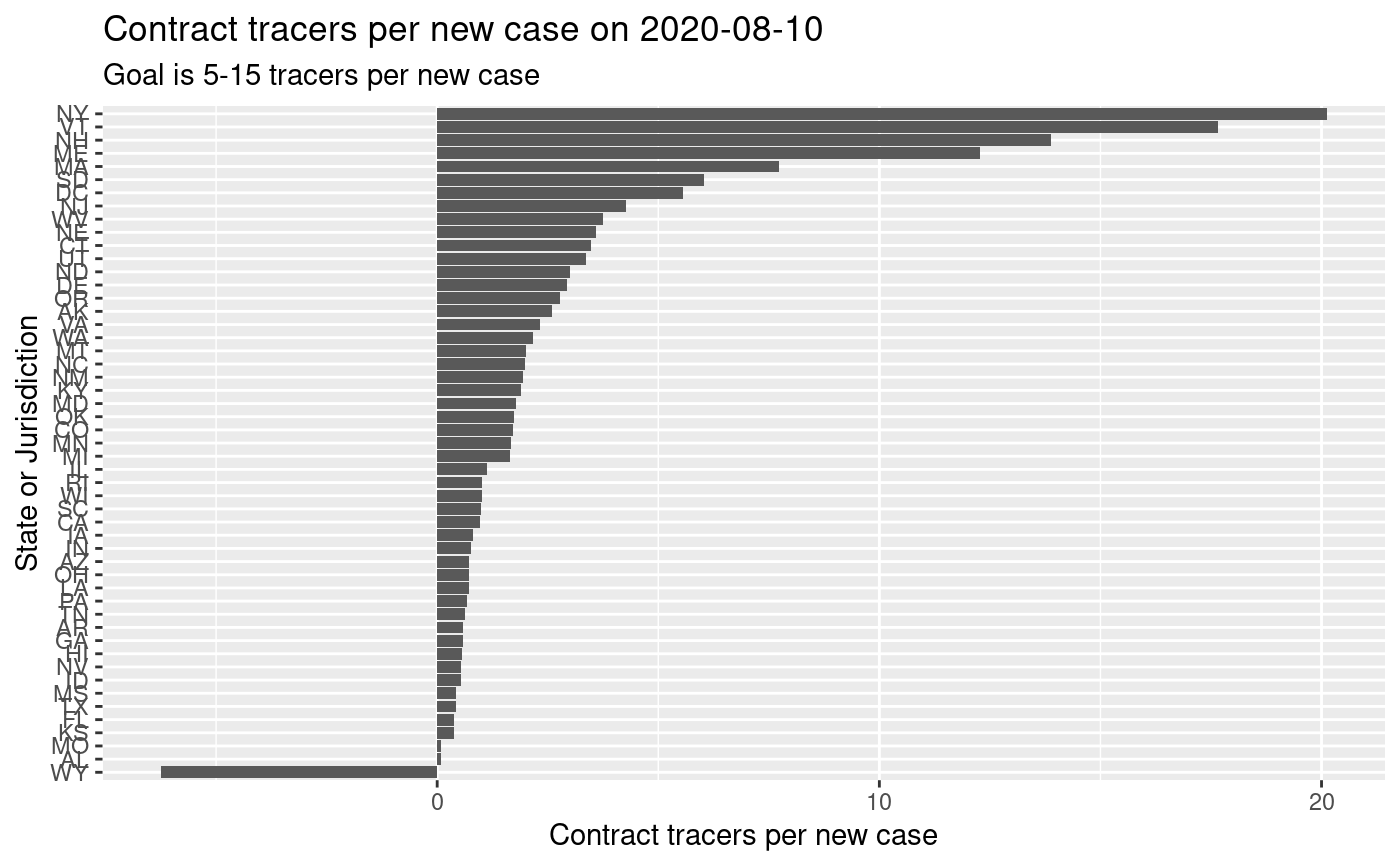 Contract tracers per new case on 2020-08-10
Goal is 5-15 tracers per new case
NY
VT
NH
ME
MA
SD
DC
NJ
WV
NE
CT
UT
ND
DE
OR
AK
VA
WA
MT
NC
NM
KY
MD
OK
CO
MN
MI
IL
RI
WI
SC
CA
IA
IN
AZ
OH
LA
PA
TN
AR
GA
HI
NV
ID
MS
TX
FL
KS
MO
AL
WY
State or Jurisdiction
0 10 20
Contract tracers per new case